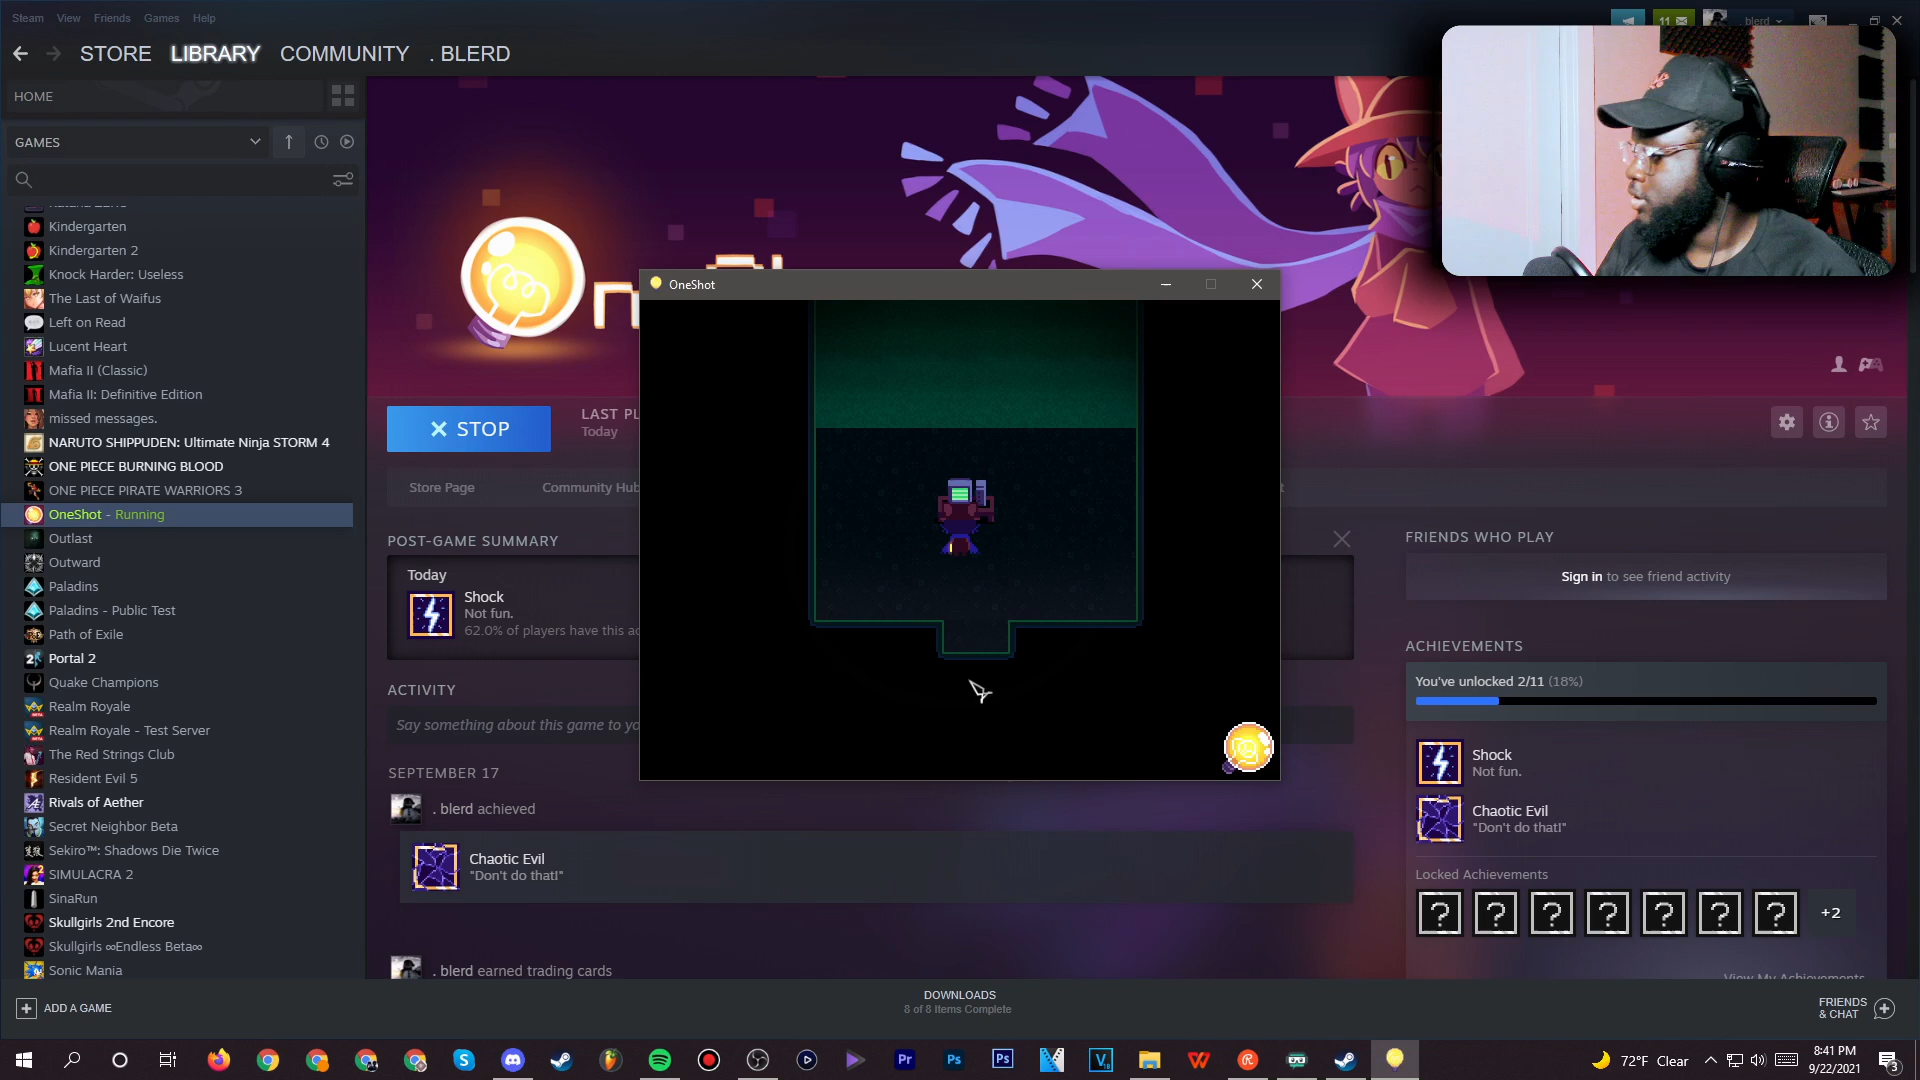 Steam View Friends Games Help
11
blerd
STORE LIBRARY COMMUNITY . BLERD
HOME
GAMES
Kindergarten
Kindergarten 2
Knock Harder: Useless
The Last of Waifus
Left on Read
Lucent Heart
Mafia II (Classic)
Mafia II: Definitive Edition
missed messages.
NARUTO SHIPPUDEN: Ultimate Ninja STORM 4
ONE PIECE BURNING BLOOD
ONE PIECE PIRATE WARRIORS 3
OneShot - Running
Outlast
Outward
Paladins
Paladins - Public Test
Path of Exile
Portal 2
Quake Champions
Realm Royale
Realm Royale - Test Server
The Red Strings Club
Resident Evil 5
Rivals of Aether
Secret Neighbor Beta
Sekiro™: Shadows Die Twice
SIMULACRA 2
SinaRun
Skullgirls 2nd Encore
Skullgirls ∞Endless Beta∞
Sonic Mania
ADD A GAME
OneShot
STOP
LAST PL
Today
Store Page Community Hub
POST-GAME SUMMARY
Today
Shock
Not fun.
62.0% of players have this ac
ACTIVITY
Say something about this game to yo
SEPTEMBER 17
. blerd achieved
Chaotic Evil
"Don't do that!"
. blerd earned trading cards
FRIENDS WHO PLAY
Sign in to see friend activity
ACHIEVEMENTS
You've unlocked 2/11 (18%)
Shock
Not fun.
Chaotic Evil
"Don't do that!"
Locked Achievements
+2
View My Achievements
DOWNLOADS
8 of 8 Items Complete
FRIENDS
& CHAT
72°F Clear
8:41 PM
9/22/2021
3